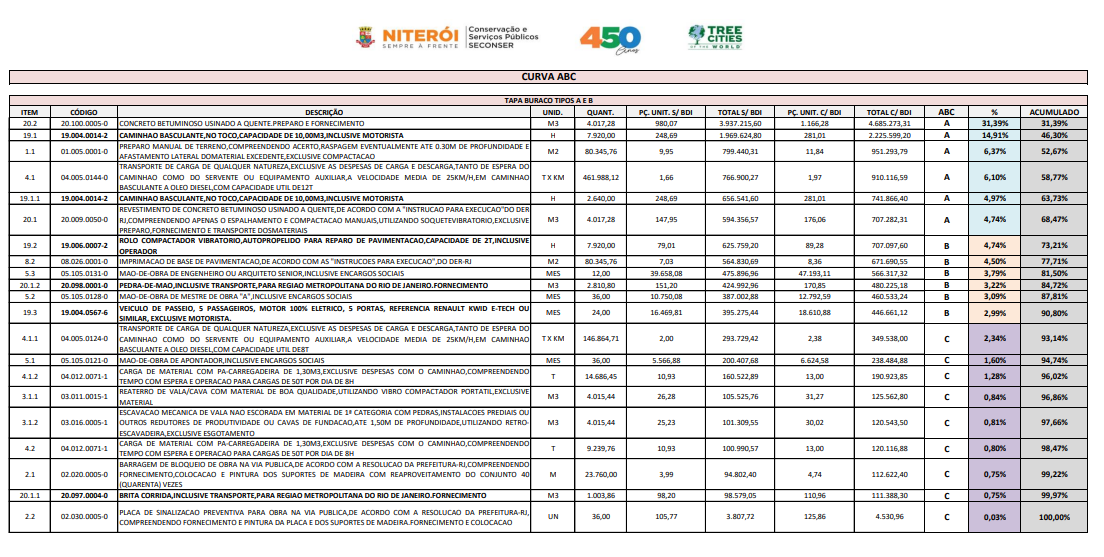 NITERÓI
SEMPRE À FRENTE
Conservação e
Serviços Públicos
SECONSER
450
Anos
TREE
CITIES
OF THE
WORLD
CURVA ABC
TAPA BURACO TIPOS A E B
ITEM CÓDIGO DESCRIÇÃO UNID. QUANT. PÇ. UNIT. S/ BDI TOTAL S/ BDI PÇ. UNIT. C/ BDI TOTAL C/ BDI ABC % ACUMULADO
20.2 20.100.0005-0 CONCRETO BETUMINOSO USINADO A QUENTE.PREPARO E FORNECIMENTO M3 4.017,28 980,07 3.937.215,60 1.166,28 4.685.273,31 A 31,39% 31,39%
19.1 19.004.0014-2 CAMINHAO BASCULANTE,NO TOCO,CAPACIDADE DE 10,00M3,INCLUSIVE MOTORISTA H 7.920,00 248,69 1.969.624,80 281,01 2.225.599,20 A 14,91% 46,30%
PREPARO MANUAL DE TERRENO,COMPREENDENDO ACERTO,RASPAGEM EVENTUALMENTE ATE 0.30M DE PROFUNDIDADE E
1.1 01.005.0001-0 AFASTAMENTO LATERAL DOMATERIAL EXCEDENTE,EXCLUSIVE COMPACTACAO M2 80.345,76 9,95 799.440,31 11,84 951.293,79 A 6,37% 52,67%
TRANSPORTE DE CARGA DE QUALQUER NATUREZA,EXCLUSIVE AS DESPESAS DE CARGA E DESCARGA,TANTO DE ESPERA DO
4.1 04.005.0144-0 CAMINHAO COMO DO SERVENTE OU EQUIPAMENTO AUXILIAR,A VELOCIDADE MEDIA DE 25KM/H,EM CAMINHAO T X KM 461.988,12 1,66 766.900,27 1,97 910.116,59 A 6,10% 58,77%
BASCULANTE A OLEO DIESEL,COM CAPACIDADE UTIL DE12T
19.1.1 19.004.0014-2 CAMINHAO BASCULANTE,NO TOCO,CAPACIDADE DE 10,00M3,INCLUSIVE MOTORISTA H 2.640,00 248,69 656.541,60 281,01 741.866,40 A 4,97% 63,73%
REVESTIMENTO DE CONCRETO BETUMINOSO USINADO A QUENTE,DE ACORDO COM A "INSTRUCAO PARA EXECUCAO"DO DER
20.1 20.009.0050-0 RJ,COMPREENDENDO APENAS O ESPALHAMENTO E COMPACTACAO MANUAIS,UTILIZANDO SOQUETEVIBRATORIO,EXCLUSIVE M3 4.017,28 147,95 594.356,57 176,06 707.282,31 A 4,74% 68,47%
PREPARO,FORNECIMENTO E TRANSPORTE DOSMATERIAIS
19.2 19.006.0007-2 ROLO COMPACTADOR VIBRATORIO,AUTOPROPELIDO PARA REPARO DE PAVIMENTACAO,CAPACIDADE DE 2T,INCLUSIVE H 7.920,00 79,01 625.759,20 89,28 707.097,60 B 4,74% 73,21%
OPERADOR
8.2 08.026.0001-0 IMPRIMACAO DE BASE DE PAVIMENTACAO,DE ACORDO COM AS "INSTRUCOES PARA EXECUCAO",DO DER-RJ M2 80.345,76 7,03 564.830,69 8,36 671.690,55 B 4,50% 77,71%
5.3 05.105.0131-0 MAO-DE-OBRA DE ENGENHEIRO OU ARQUITETO SENIOR,INCLUSIVE ENCARGOS SOCIAIS MES 12,00 39.658,08 475.896,96 47.193,11 566.317,32 B 3,79% 81,50%
20.1.2 20.098.0001-0 PEDRA-DE-MAO,INCLUSIVE TRANSPORTE,PARA REGIAO METROPOLITANA DO RIO DE JANEIRO.FORNECIMENTO M3 2.810,80 151,20 424.992,96 170,85 480.225,18 B 3,22% 84,72%
5.2 05.105.0128-0 MAO-DE-OBRA DE MESTRE DE OBRA "A",INCLUSIVE ENCARGOS SOCIAIS MES 36,00 10.750,08 387.002,88 12.792,59 460.533,24 B 3,09% 87,81%
19.3 19.004.0567-6 VEICULO DE PASSEIO, 5 PASSAGEIROS, MOTOR 100% ELETRICO, 5 PORTAS, REFERENCIA RENAULT KWID E-TECH OU MES 24,00 16.469,81 395.275,44 18.610,88 446.661,12 B 2,99% 90,80%
SIMILAR, EXCLUSIVE MOTORISTA.
TRANSPORTE DE CARGA DE QUALQUER NATUREZA,EXCLUSIVE AS DESPESAS DE CARGA E DESCARGA,TANTO DE ESPERA DO
4.1.1 04.005.0124-0 CAMINHAO COMO DO SERVENTE OU EQUIPAMENTO AUXILIAR,A VELOCIDADE MEDIA DE 25KM/H,EM CAMINHAO T X KM 146.864,71 2,00 293.729,42 2,38 349.538,00 C 2,34% 93,14%
BASCULANTE A OLEO DIESEL,COM CAPACIDADE UTIL DE8T
5.1 05.105.0121-0 MAO-DE-OBRA DE APONTADOR,INCLUSIVE ENCARGOS SOCIAIS MES 36,00 5.566,88 200.407,68 6.624,58 238.484,88 C 1,60% 94,74%
4.1.2 04.012.0071-1 CARGA DE MATERIAL COM PA-CARREGADEIRA DE 1,30M3,EXCLUSIVE DESPESAS COM O CAMINHAO,COMPREENDENDO T 14.686,45 10,93 160.522,89 13,00 190.923,85 C 1,28% 96,02%
TEMPO COM ESPERA E OPERACAO PARA CARGAS DE 50T POR DIA DE 8H
3.1.1 03.011.0015-1 REATERRO DE VALA/CAVA COM MATERIAL DE BOA QUALIDADE,UTILIZANDO VIBRO COMPACTADOR PORTATIL,EXCLUSIVE M3 4.015,44 26,28 105.525,76 31,27 125.562,80 C 0,84% 96,86%
MATERIAL
ESCAVACAO MECANICA DE VALA NAO ESCORADA EM MATERIAL DE 1ª CATEGORIA COM PEDRAS,INSTALACOES PREDIAIS OU
3.1.2 03.016.0005-1 OUTROS REDUTORES DE PRODUTIVIDADE OU CAVAS DE FUNDACAO,ATE 1,50M DE PROFUNDIDADE,UTILIZANDO RETRO- M3 4.015,44 25,23 101.309,55 30,02 120.543,50 C 0,81% 97,66%
ESCAVADEIRA,EXCLUSIVE ESGOTAMENTO
4.2 04.012.0071-1 CARGA DE MATERIAL COM PA-CARREGADEIRA DE 1,30M3,EXCLUSIVE DESPESAS COM O CAMINHAO,COMPREENDENDO T 9.239,76 10,93 100.990,57 13,00 120.116,88 C 0,80% 98,47%
TEMPO COM ESPERA E OPERACAO PARA CARGAS DE 50T POR DIA DE 8H
BARRAGEM DE BLOQUEIO DE OBRA NA VIA PUBLICA,DE ACORDO COM A RESOLUCAO DA PREFEITURA-RJ,COMPREENDENDO
2.1 02.020.0005-0 FORNECIMENTO,COLOCACAO E PINTURA DOS SUPORTES DE MADEIRA COM REAPROVEITAMENTO DO CONJUNTO 40 M 23.760,00 3,99 94.802,40 4,74 112.622,40 C 0,75% 99,22%
(QUARENTA) VEZES
20.1.1 20.097.0004-0 BRITA CORRIDA,INCLUSIVE TRANSPORTE,PARA REGIAO METROPOLITANA DO RIO DE JANEIRO.FORNECIMENTO M3 1.003,86 98,20 98.579,05 110,96 111.388,30 C 0,75% 99,97%
2.2 02.030.0005-0 PLACA DE SINALIZACAO PREVENTIVA PARA OBRA NA VIA PUBLICA,DE ACORDO COM A RESOLUCAO DA PREFEITURA-RJ, UN 36,00 105,77 3.807,72 125,86 4.530,96 C 0,03% 100,00%
COMPREENDENDO FORNECIMENTO E PINTURA DA PLACA E DOS SUPORTES DE MADEIRA.FORNECIMENTO E COLOCACAO